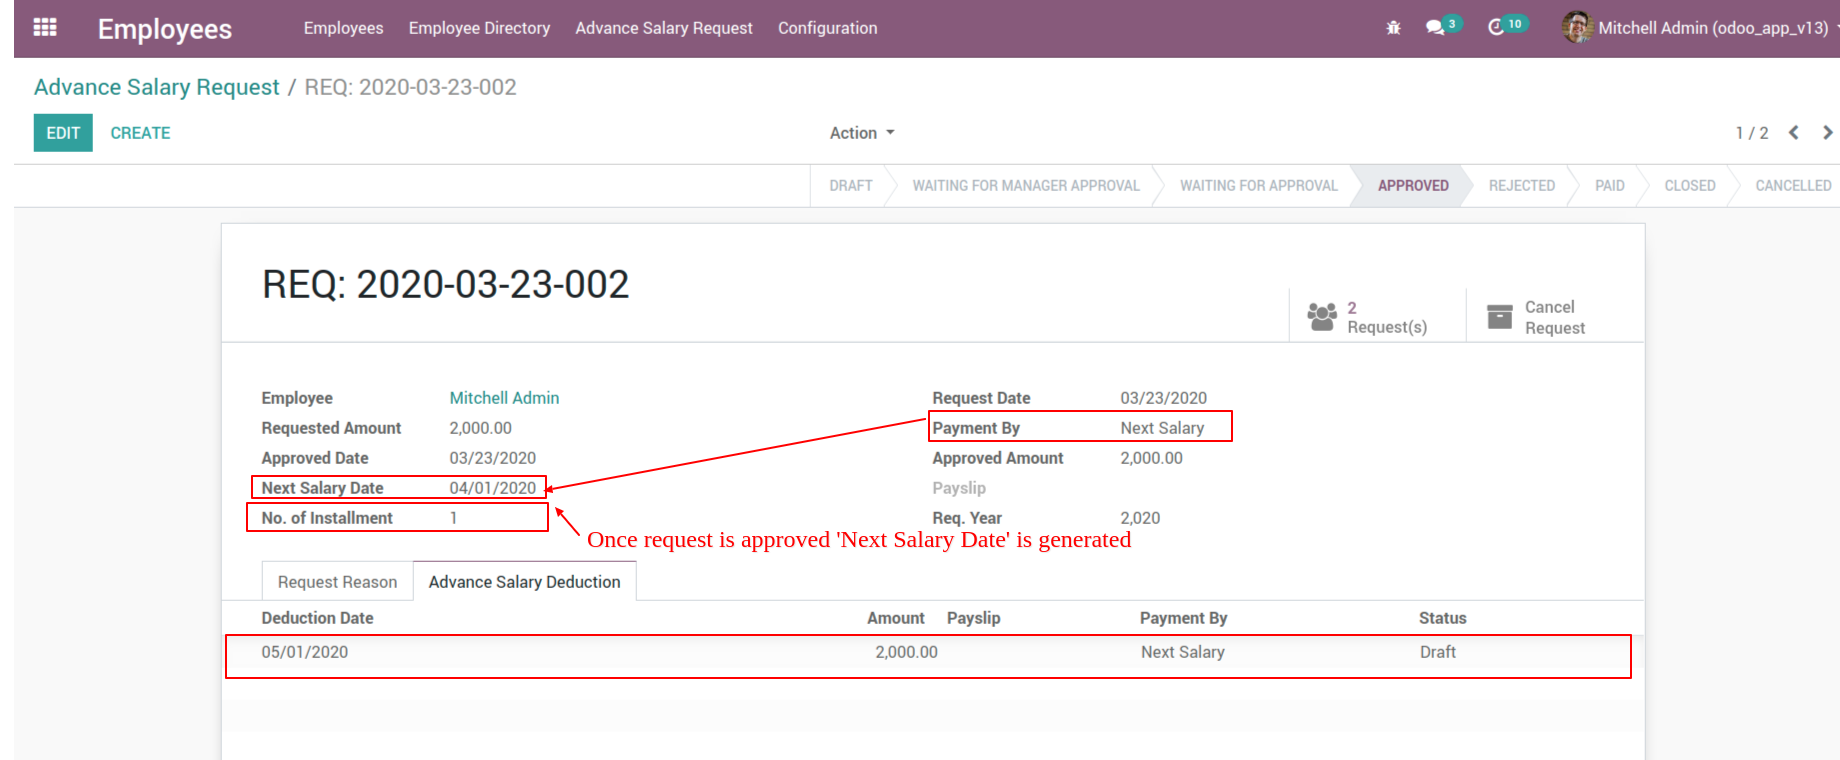 Employees Employees Employee Directory Advance Salary Request Configuration 3 10 Mitchell Admin (odoo_app_v13)
Advance Salary Request / REQ: 2020-03-23-002
EDIT CREATE Action 1 / 2
DRAFT WAITING FOR MANAGER APPROVAL WAITING FOR APPROVAL APPROVED REJECTED PAID CLOSED CANCELLED
REQ: 2020-03-23-002
2 Request(s)
Cancel Request
Employee Mitchell Admin Request Date 03/23/2020
Requested Amount 2,000.00 Payment By Next Salary
Approved Date 03/23/2020 Approved Amount 2,000.00
Next Salary Date 04/01/2020 Payslip
No. of Installment 1 Req. Year 2,020
Once request is approved 'Next Salary Date' is generated
Request Reason Advance Salary Deduction
Deduction Date Amount Payslip Payment By Status
05/01/2020 2,000.00 Next Salary Draft